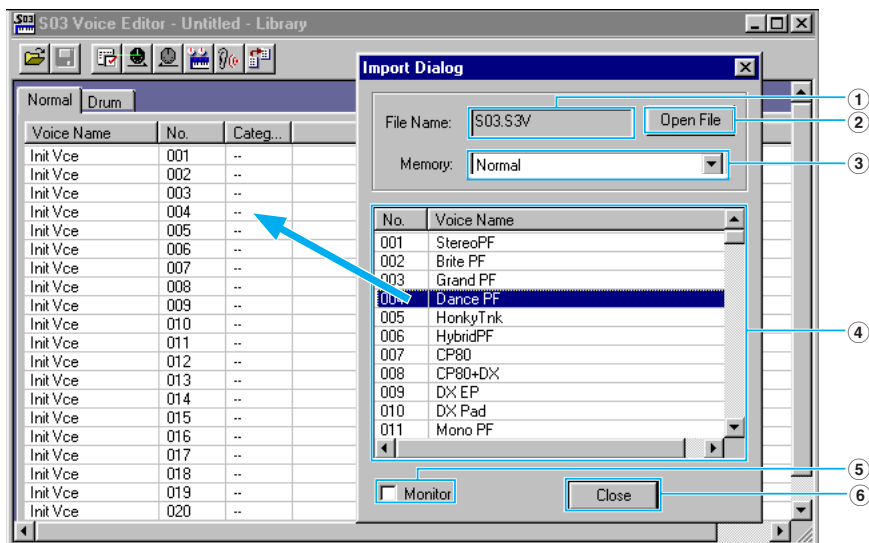 S03 Voice Editor - Untitled - Library
Normal
Drum
Voice Name No. Categ...
Init Vce 001 --
Init Vce 002 --
Init Vce 003 --
Init Vce 004 --
Init Vce 005 --
Init Vce 006 --
Init Vce 007 --
Init Vce 008 --
Init Vce 009 --
Init Vce 010 --
Init Vce 011 --
Init Vce 012 --
Init Vce 013 --
Init Vce 014 --
Init Vce 015 --
Init Vce 016 --
Init Vce 017 --
Init Vce 018 --
Init Vce 019 --
Init Vce 020 --
Import Dialog
File Name: S03.S3V Open File
Memory: Normal
No. Voice Name
001 StereoPF
002 Brite PF
003 Grand PF
004 Dance PF
005 HonkyTnk
006 HybridPF
007 CP80
008 CP80+DX
009 DX EP
010 DX Pad
011 Mono PF
Monitor
Close
1
2
3
4
5
6